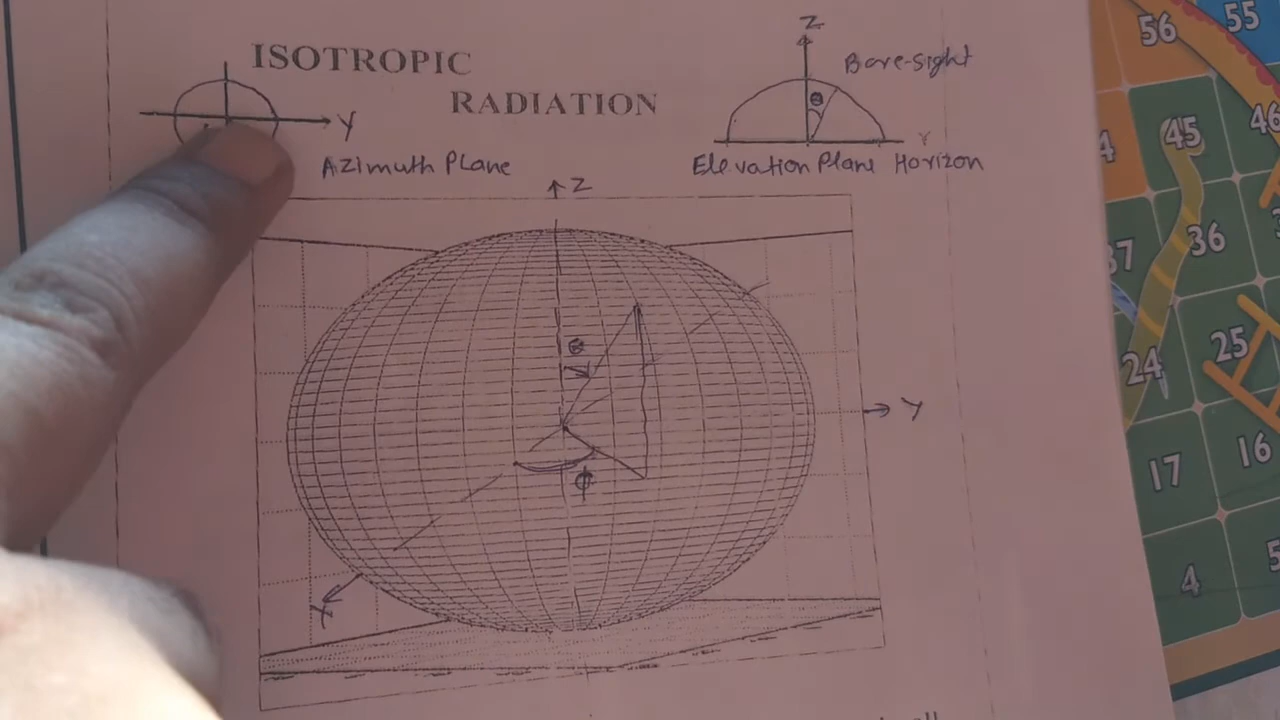 ISOTROPIC
RADIATION
Y
Azimuth Plane
Z
Bore-sight
θ
Y
Elevation Plane Horizon
Z
θ
Y
ϕ
X
56
55
45
46
4
37
36
24
25
17
16
4
5